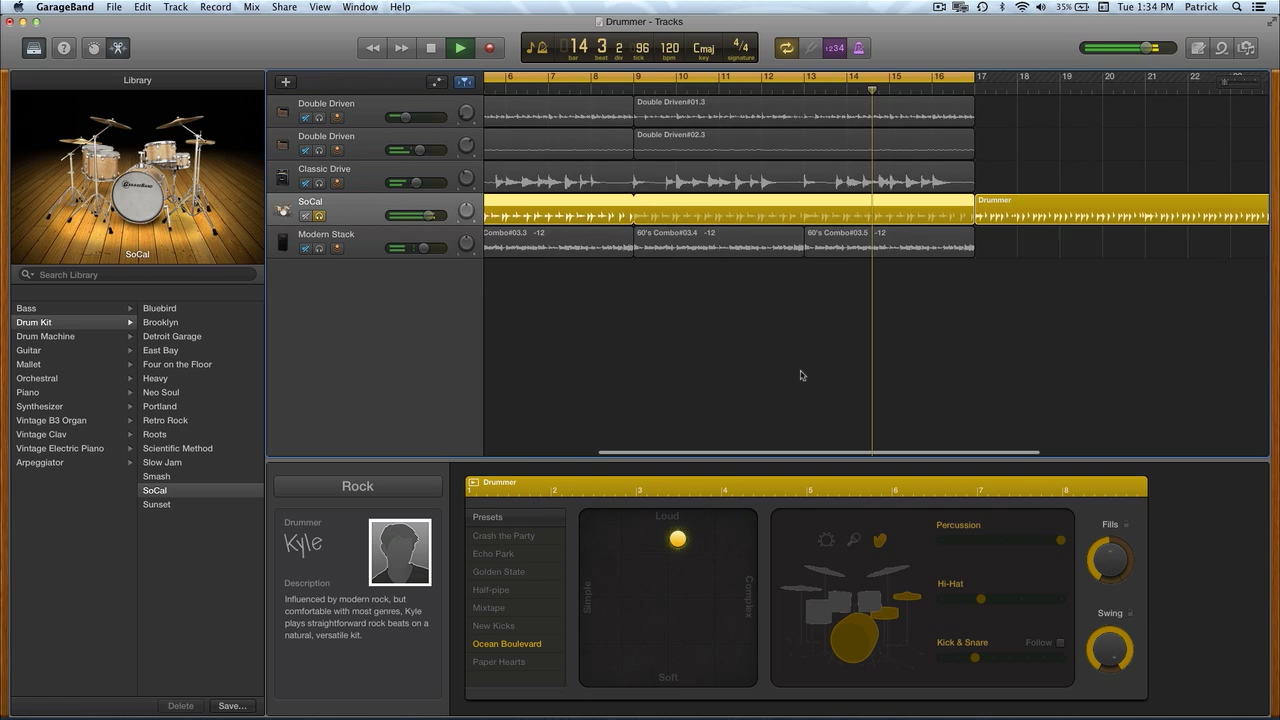 GarageBand File Edit Track Record Mix Share View Window Help 35% Tue 1:34 PM Patrick
Drummer - Tracks
14 3 2 96 120 Cmaj 4/4
bar beat div tick bpm key signature
1234
Library
6 7 8 9 10 11 12 13 14 15 16 17 18 19 20 21 22
Double Driven
Double Driven#01.3
Double Driven
Double Driven#02.3
Classic Drive
SoCal
Drummer
Modern Stack
Combo#03.3 -12
60's Combo#03.4 -12
60's Combo#03.5 -12
GARAGEBAND
SoCal
Search Library
Bass
Drum Kit
Drum Machine
Guitar
Mallet
Orchestral
Piano
Synthesizer
Vintage B3 Organ
Vintage Clav
Vintage Electric Piano
Arpeggiator
Bluebird
Brooklyn
Detroit Garage
East Bay
Four on the Floor
Heavy
Neo Soul
Portland
Retro Rock
Roots
Scientific Method
Slow Jam
Smash
SoCal
Sunset
Delete Save...
Rock
Drummer
Kyle
Description
Influenced by modern rock, but
comfortable with most genres, Kyle
plays straightforward rock beats on a
natural, versatile kit.
Drummer
1 2 3 4 5 6 7 8
Presets
Crash the Party
Echo Park
Golden State
Half-pipe
Mixtape
New Kicks
Ocean Boulevard
Paper Hearts
Loud
Simple
Complex
Soft
Percussion
Hi-Hat
Kick & Snare Follow
Fills
Swing